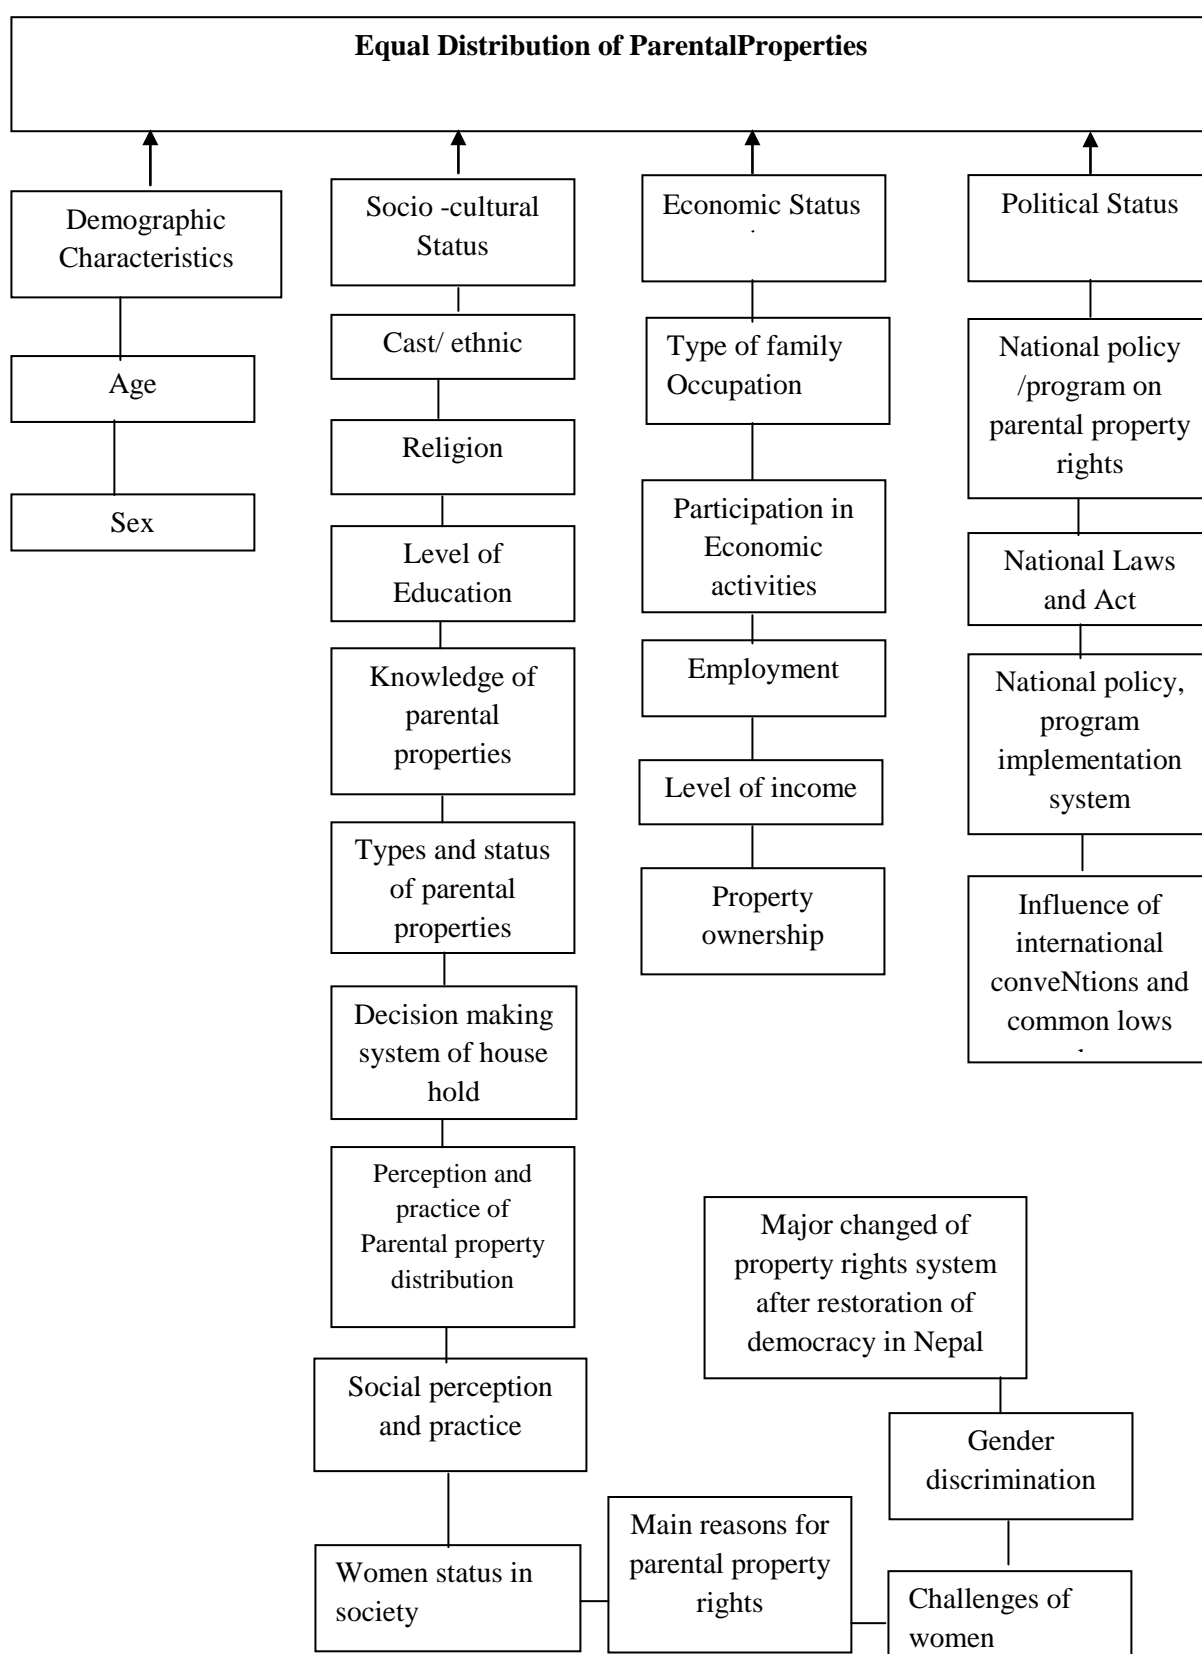 Equal Distribution of ParentalProperties
Demographic
Characteristics
Age
Sex
Socio -cultural
Status
Cast/ ethnic
Religion
Level of
Education
Knowledge of
parental
properties
Types and status
of parental
properties
Decision making
system of house
hold
Perception and
practice of
Parental property
distribution
Social perception
and practice
Women status in
society
Main reasons for
parental property
rights
Challenges of
women
Gender
discrimination
Major changed of
property rights system
after restoration of
democracy in Nepal
Economic Status
Type of family
Occupation
Participation in
Economic
activities
Employment
Level of income
Property
ownership
Political Status
National policy
/program on
parental property
rights
National Laws
and Act
National policy,
program
implementation
system
Influence of
international
conveNtions and
common lows